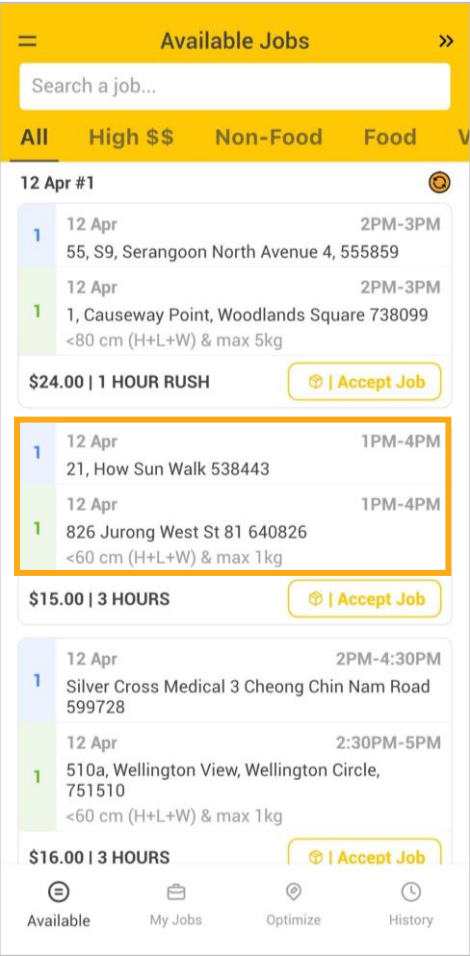 Available Jobs
Search a job...
All High $$ Non-Food Food V
12 Apr #1
1 12 Apr 2PM-3PM
55, S9, Serangoon North Avenue 4, 555859
1 12 Apr 2PM-3PM
1, Causeway Point, Woodlands Square 738099
<80 cm (H+L+W) & max 5kg
$24.00 | 1 HOUR RUSH | Accept Job
1 12 Apr 1PM-4PM
21, How Sun Walk 538443
1 12 Apr 1PM-4PM
826 Jurong West St 81 640826
<60 cm (H+L+W) & max 1kg
$15.00 | 3 HOURS | Accept Job
1 12 Apr 2PM-4:30PM
Silver Cross Medical 3 Cheong Chin Nam Road
599728
1 12 Apr 2:30PM-5PM
510a, Wellington View, Wellington Circle,
751510
<60 cm (H+L+W) & max 1kg
$16.00 | 3 HOURS | Accept Job
Available My Jobs Optimize History